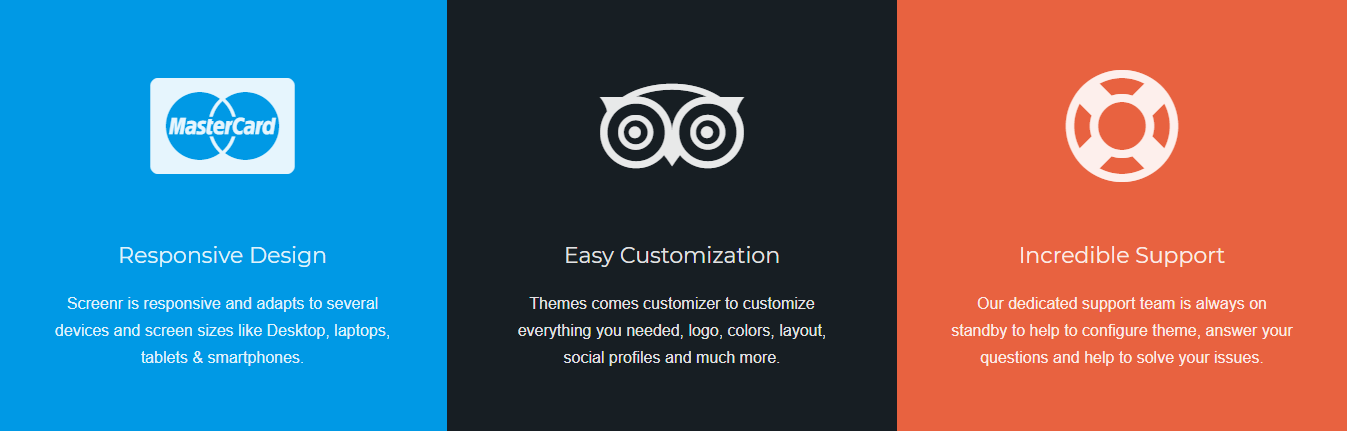 MasterCard
Responsive Design
Screenr is responsive and adapts to several
devices and screen sizes like Desktop, laptops,
tablets & smartphones.
Easy Customization
Themes comes customizer to customize
everything you needed, logo, colors, layout,
social profiles and much more.
Incredible Support
Our dedicated support team is always on
standby to help to configure theme, answer your
questions and help to solve your issues.